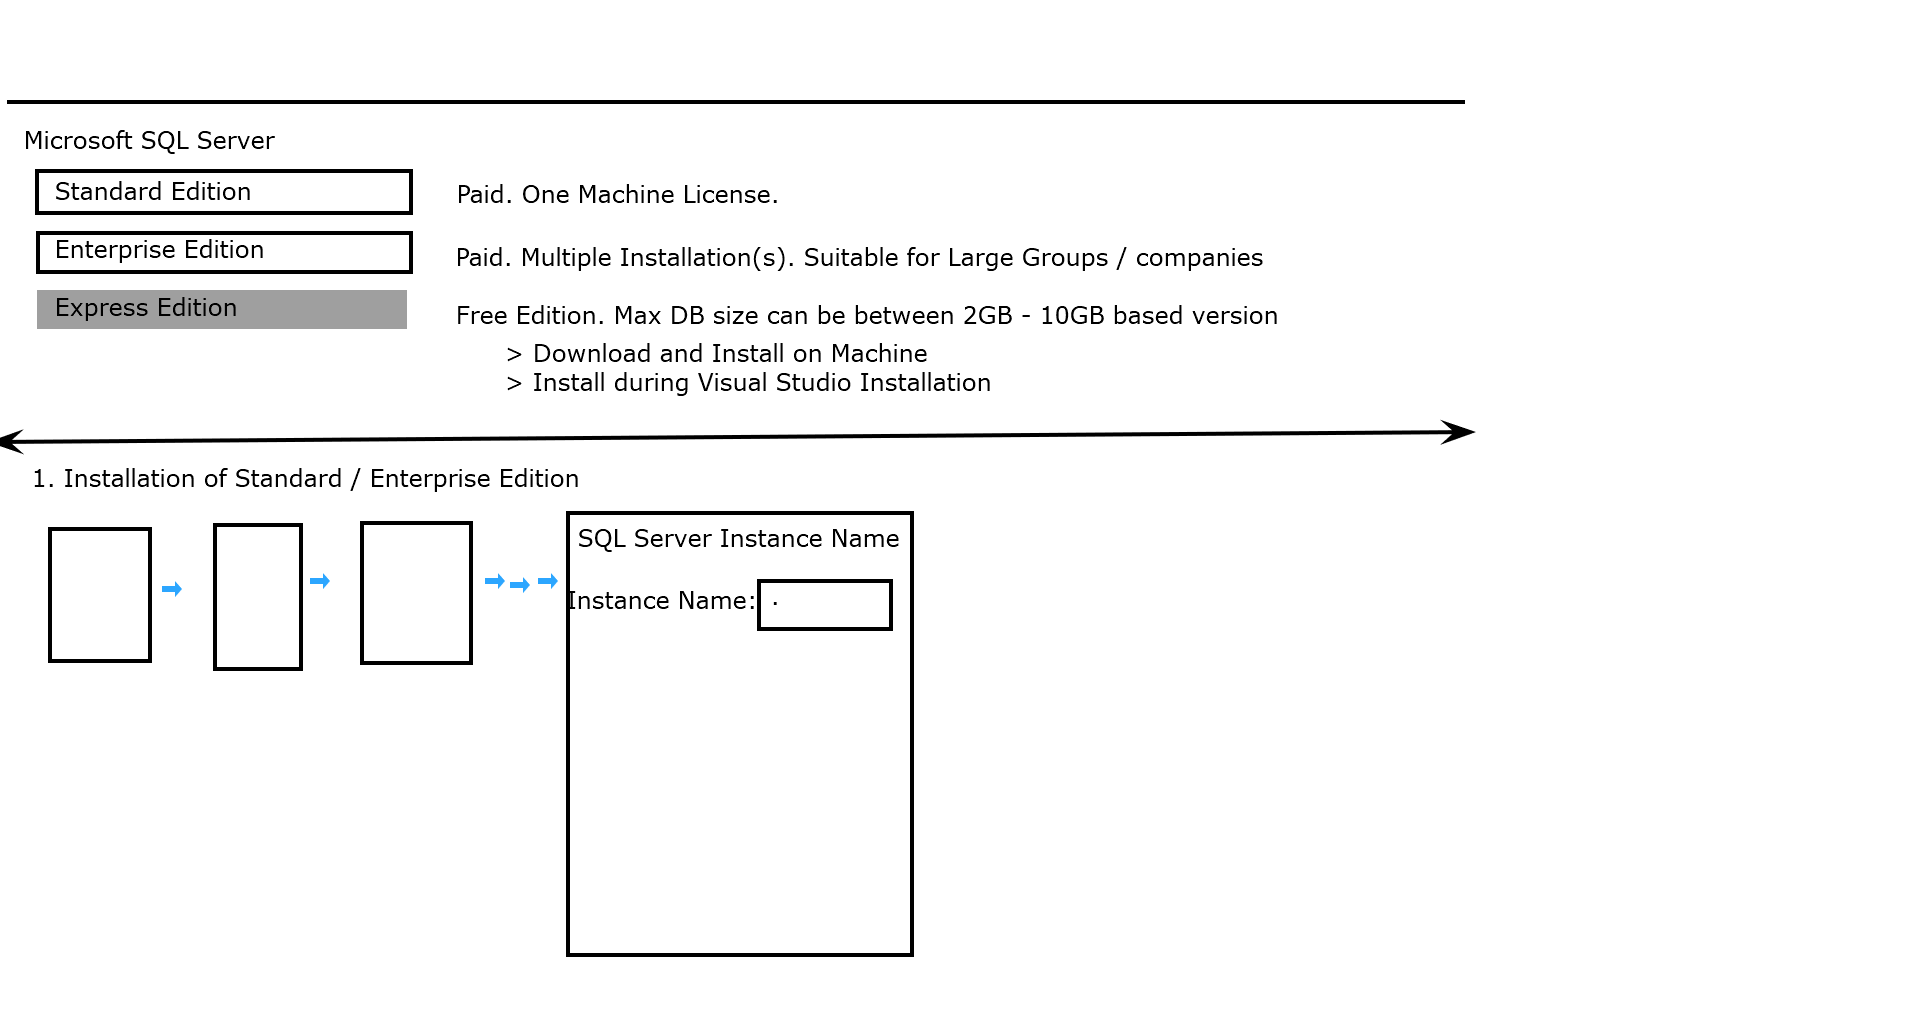 Microsoft SQL Server
Standard Edition
Paid. One Machine License.
Enterprise Edition
Paid. Multiple Installation(s). Suitable for Large Groups / companies
Express Edition
Free Edition. Max DB size can be between 2GB - 10GB based version
> Download and Install on Machine
> Install during Visual Studio Installation
1. Installation of Standard / Enterprise Edition
SQL Server Instance Name
Instance Name: .